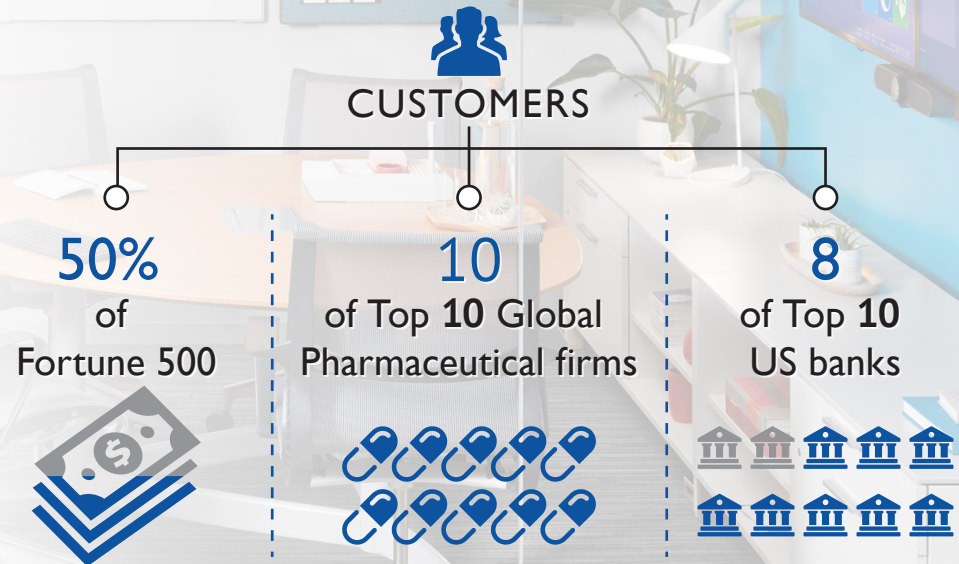 CUSTOMERS
50%
of
Fortune 500
10
of Top 10 Global
Pharmaceutical firms
8
of Top 10
US banks
$